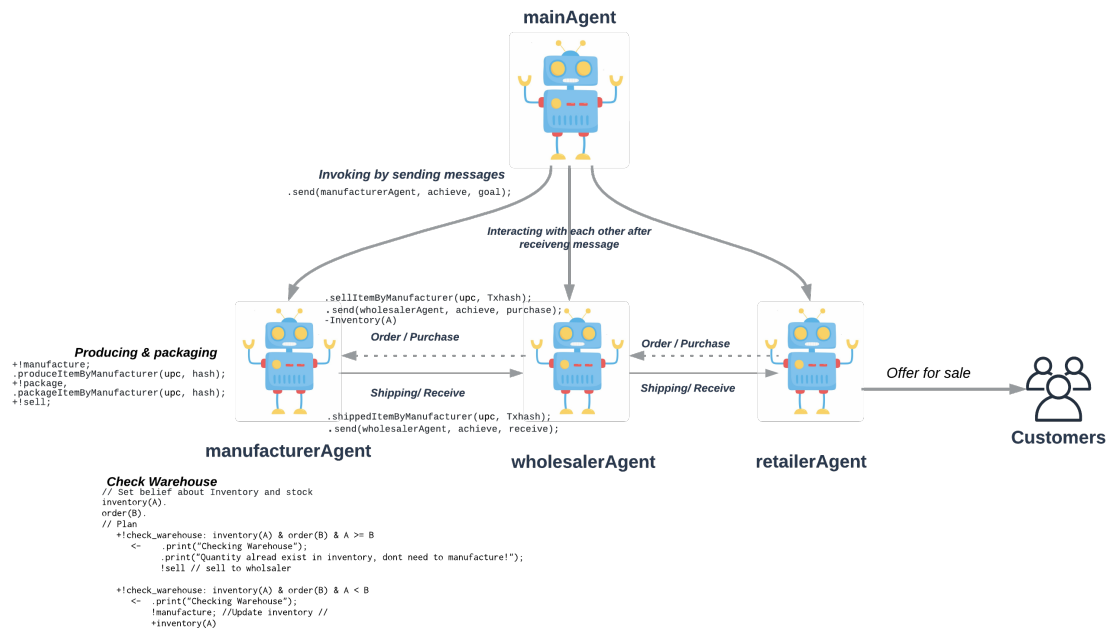 mainAgent
Invoking by sending messages
.send(manufacturerAgent, achieve, goal);
Interacting with each other after
receiveng message
.sellItemByManufacturer(upc, Txhash);
.send(wholesalerAgent, achieve, purchase);
-Inventory(A)
Order / Purchase
Order / Purchase
Producing & packaging
+!manufacture;
.produceItemByManufacturer(upc, hash);
+!package,
.packageItemByManufacturer(upc, hash);
+!sell;
Shipping/ Receive
Shipping/ Receive
Offer for sale
.shippedItemByManufacturer(upc, Txhash);
.send(wholesalerAgent, achieve, receive);
manufacturerAgent
wholesalerAgent
retailerAgent
Customers
Check Warehouse
// Set belief about Inventory and stock
inventory(A).
order(B).
// Plan
+!check_warehouse: inventory(A) & order(B) & A >= B
<- .print("Checking Warehouse");
.print("Quantity alread exist in inventory, dont need to manufacture!");
!sell // sell to wholsaler
+!check_warehouse: inventory(A) & order(B) & A < B
<- .print("Checking Warehouse");
!manufacture; //Update inventory //
+inventory(A)